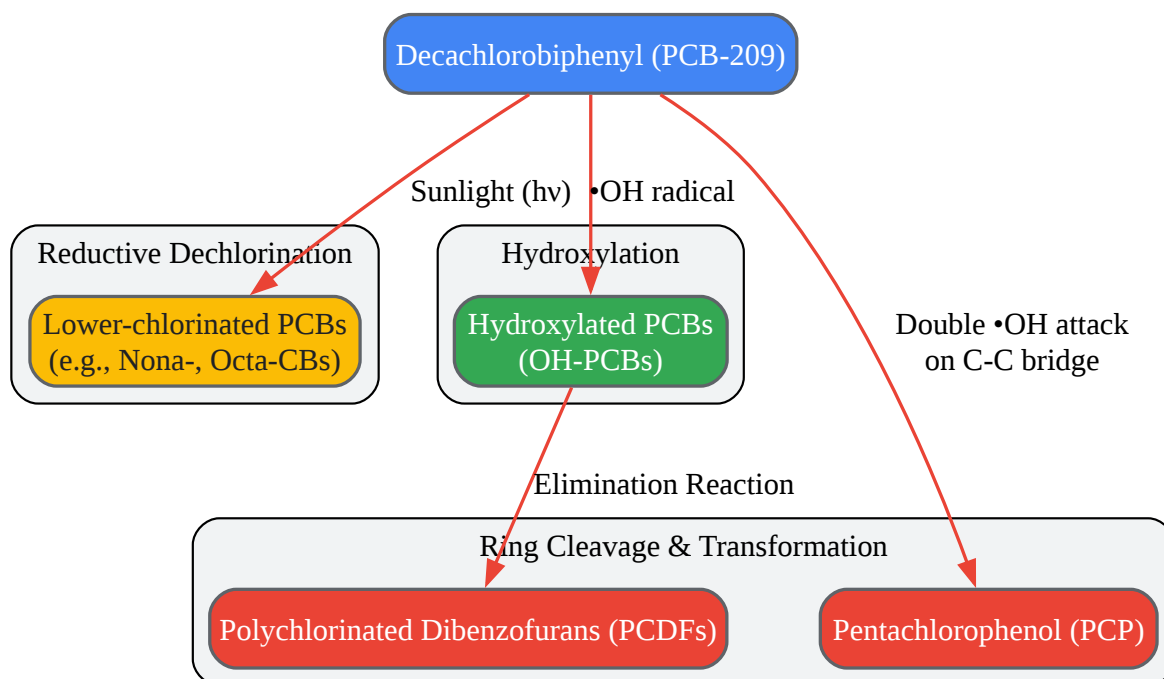 Decachlorobiphenyl (PCB-209)
Sunlight (hν)
•OH radical
Reductive Dechlorination
Hydroxylation
Lower-chlorinated PCBs
(e.g., Nona-, Octa-CBs)
Hydroxylated PCBs
(OH-PCBs)
Double •OH attack
on C-C bridge
Elimination Reaction
Ring Cleavage & Transformation
Polychlorinated Dibenzofurans (PCDFs)
Pentachlorophenol (PCP)